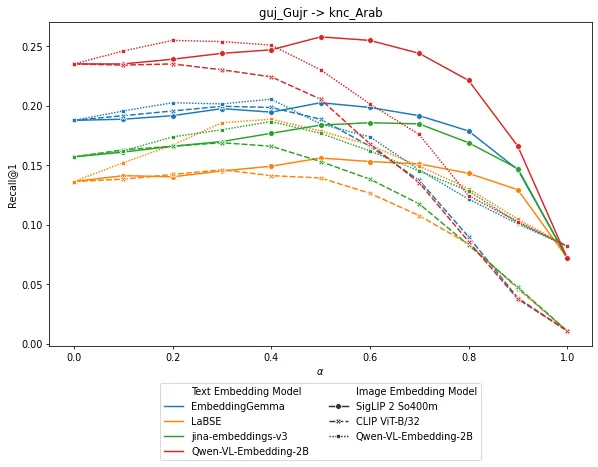 guj_Gujr -> knc_Arab
Recall@1
0.25
0.20
0.15
0.10
0.05
0.00
0.0 0.2 0.4 0.6 0.8 1.0
α
Text Embedding Model Image Embedding Model
EmbeddingGemma SigLIP 2 So400m
LaBSE CLIP ViT-B/32
jina-embeddings-v3 Qwen-VL-Embedding-2B
Qwen-VL-Embedding-2B